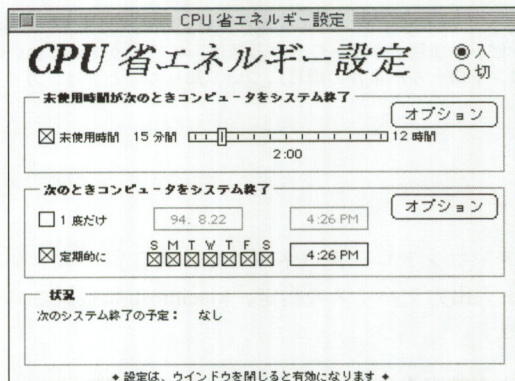 CPU 省エネルギー設定
CPU 省エネルギー設定
入
切
未使用時間が次のときコンピュータをシステム終了
オプション
未使用時間 15 分間 12 時間
2:00
次のときコンピュータをシステム終了
オプション
1 度だけ 94. 8.22 4:26 PM
S M T W T F S
定期的に 4:26 PM
状況
次のシステム終了の予定： なし
✦ 設定は、ウインドウを閉じると有効になります ✦